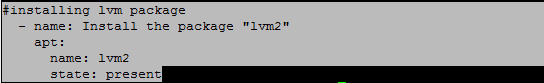 #installing lvm package
  - name: Install the package "lvm2"
    apt:
      name: lvm2
      state: present